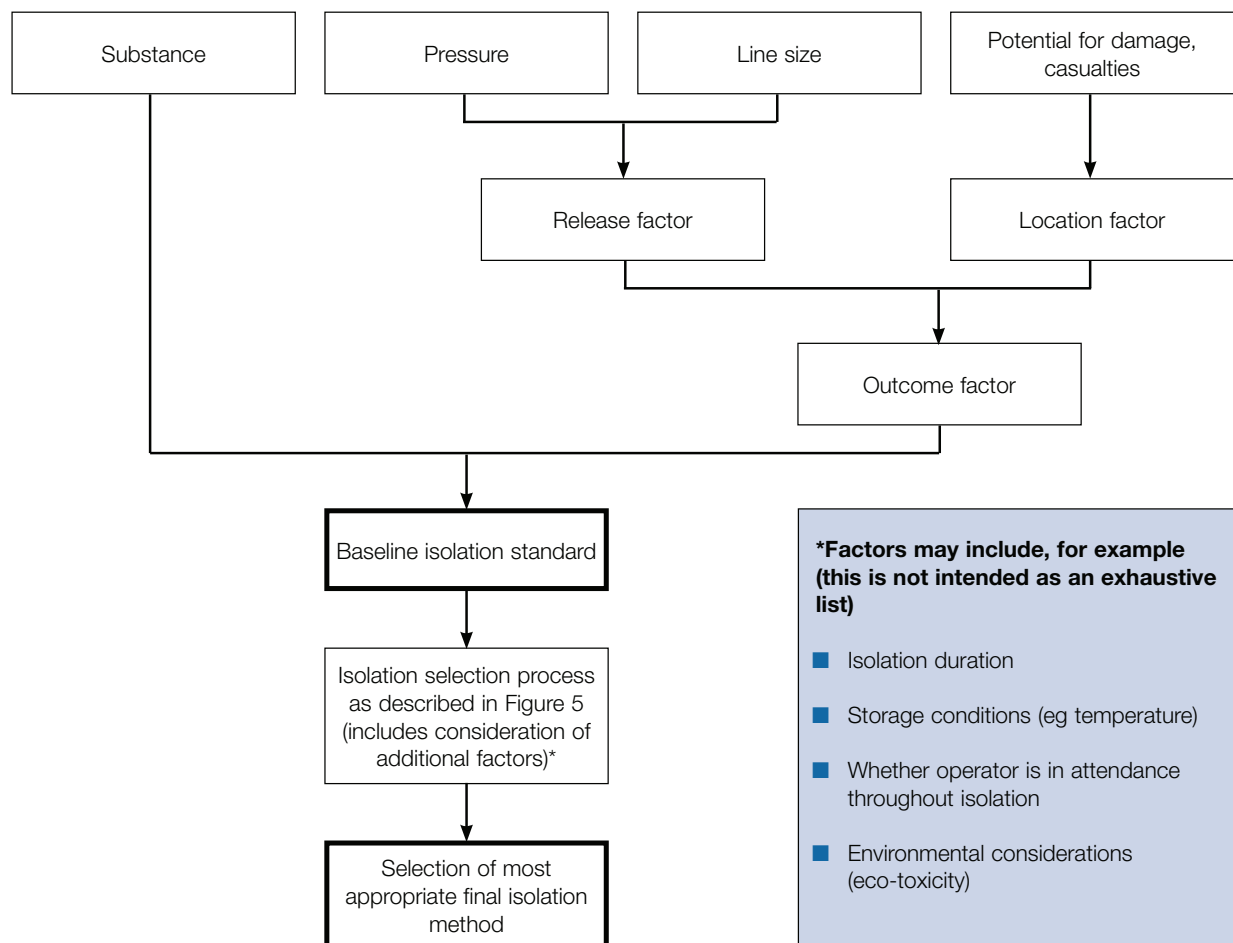 Substance
Pressure
Line size
Potential for damage,
casualties
Release factor
Location factor
Outcome factor
Baseline isolation standard
Isolation selection process
as described in Figure 5
(includes consideration of
additional factors)*
Selection of most
appropriate final isolation
method
*Factors may include, for example
(this is not intended as an exhaustive
list)
Isolation duration
Storage conditions (eg temperature)
Whether operator is in attendance
throughout isolation
Environmental considerations
(eco-toxicity)